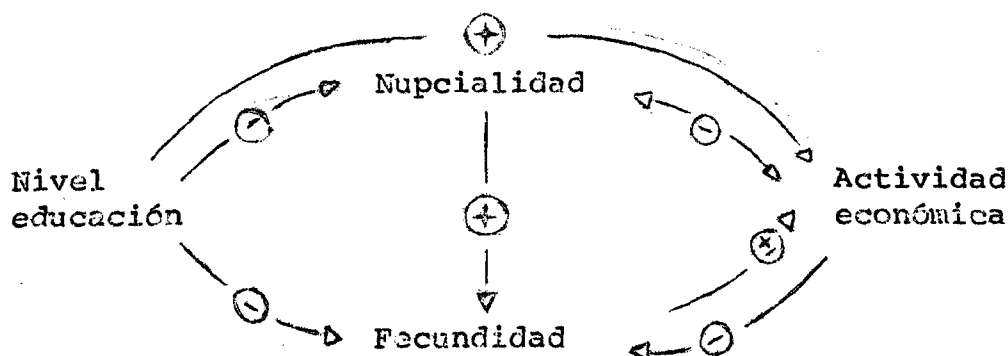 +
Nupcialidad
-
-
Nivel
educación
+
Actividad
económica
±
-
Fecundidad
-